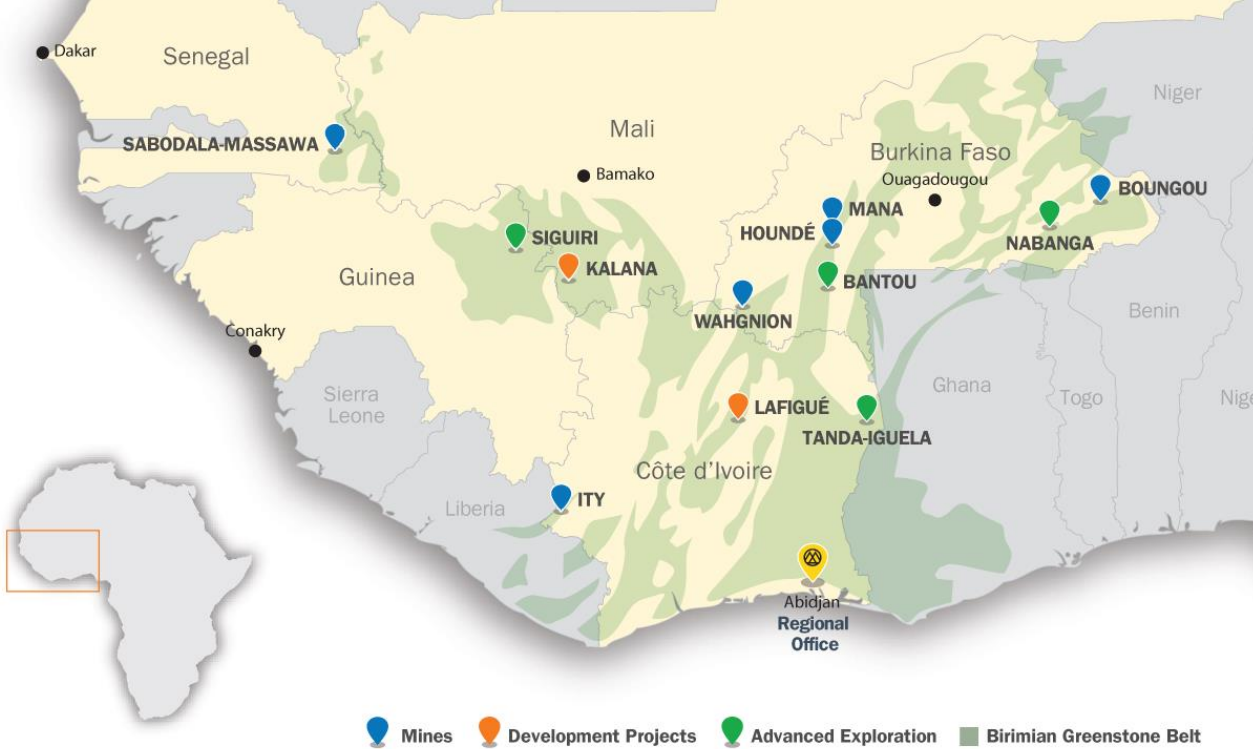 Dakar
Senegal
Niger
SABODALA-MASSAWA
Mali
Burkina Faso
Bamako
Ouagadougou
BOUNGOU
MANA
HOUNDÉ
NABANGA
SIGUIRI
KALANA
Guinea
BANTOU
WAHGNION
Benin
Conakry
Sierra
Leone
Ghana
Togo
Nige
LAFIGUÉ
TANDA-IGUELA
Côte d'Ivoire
ITY
Liberia
Abidjan
Regional
Office
Mines
Development Projects
Advanced Exploration
Birimian Greenstone Belt